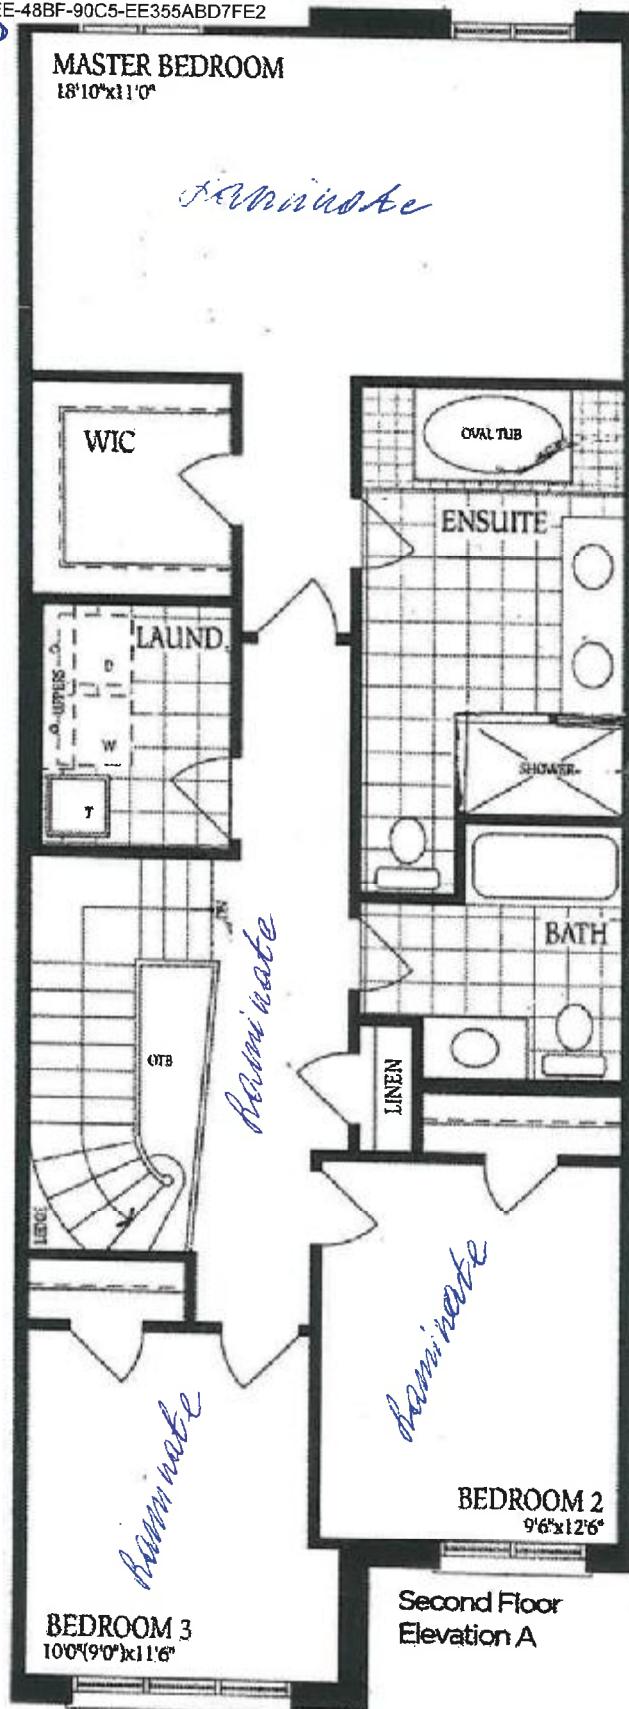 EE-48BF-90C5-EE355ABD7FE2
MASTER BEDROOM
18'10"x11'0"
Laminate
WIC
OVAL TUB
ENSUITE
LAUND.
UPPERS
D
W
T
SHOWER
BATH
Laminate
OTB
LINEN
Laminate
Laminate
BEDROOM 2
9'6"x12'6"
BEDROOM 3
10'0"(9'0")x11'6"
Second Floor
Elevation A